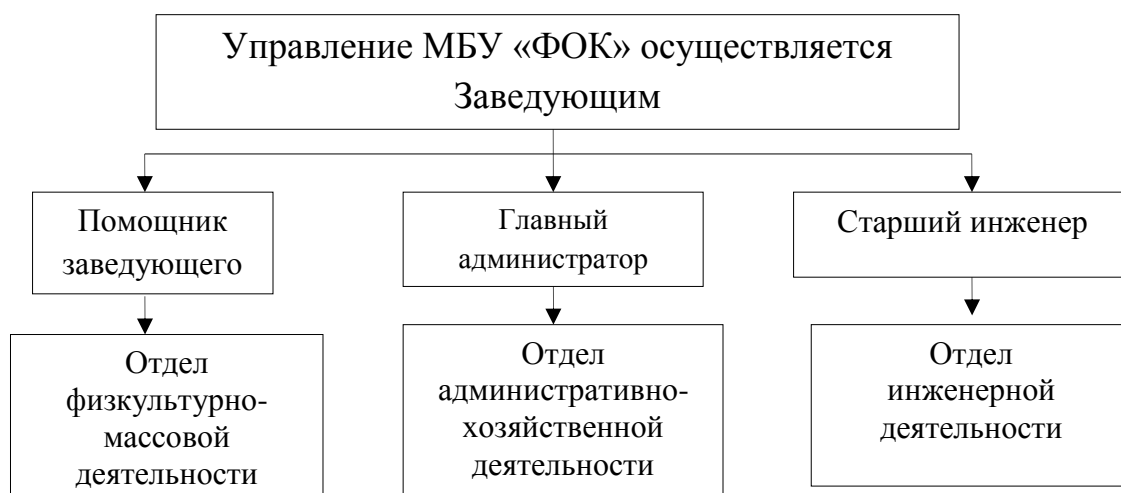 Управление МБУ «ФОК» осуществляется
Заведующим
Помощник
заведующего
Главный
администратор
Старший инженер
Отдел
физкультурно-
массовой
деятельности
Отдел
административно-
хозяйственной
деятельности
Отдел
инженерной
деятельности